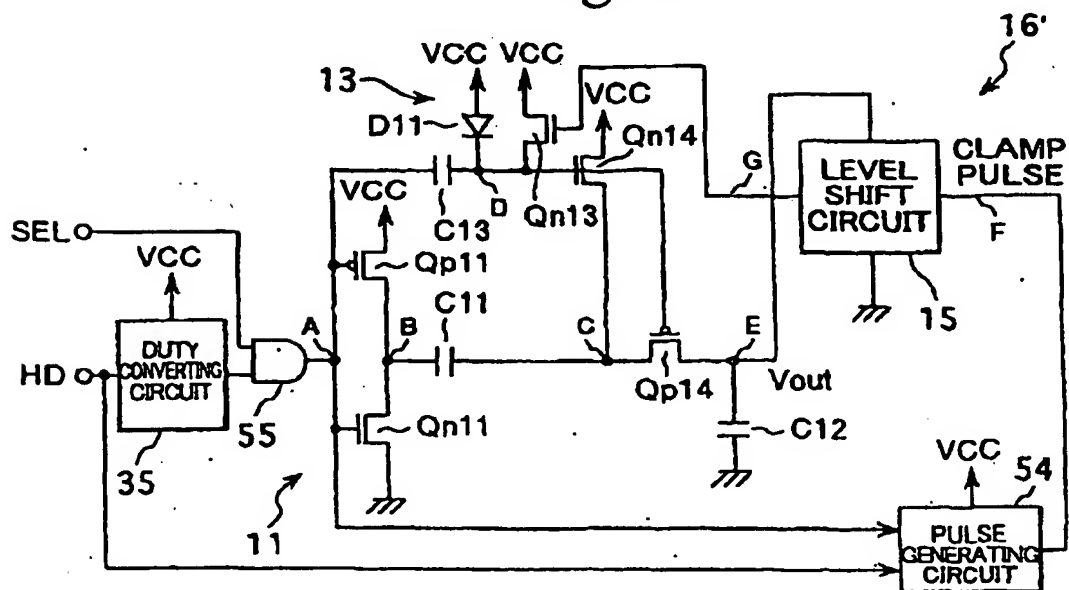 16'
VCC VCC
13
VCC
D11
Qn14
G
LEVEL
SHIFT
CIRCUIT
CLAMP
PULSE
VCC
D
Qn13
C13
F
SEL
VCC
Qp11
15
C11
A
B
C
E
DUTY
CONVERTING
CIRCUIT
HD
Qp14
Vout
55
Qn11
C12
35
VCC
54
11
PULSE
GENERATING
CIRCUIT